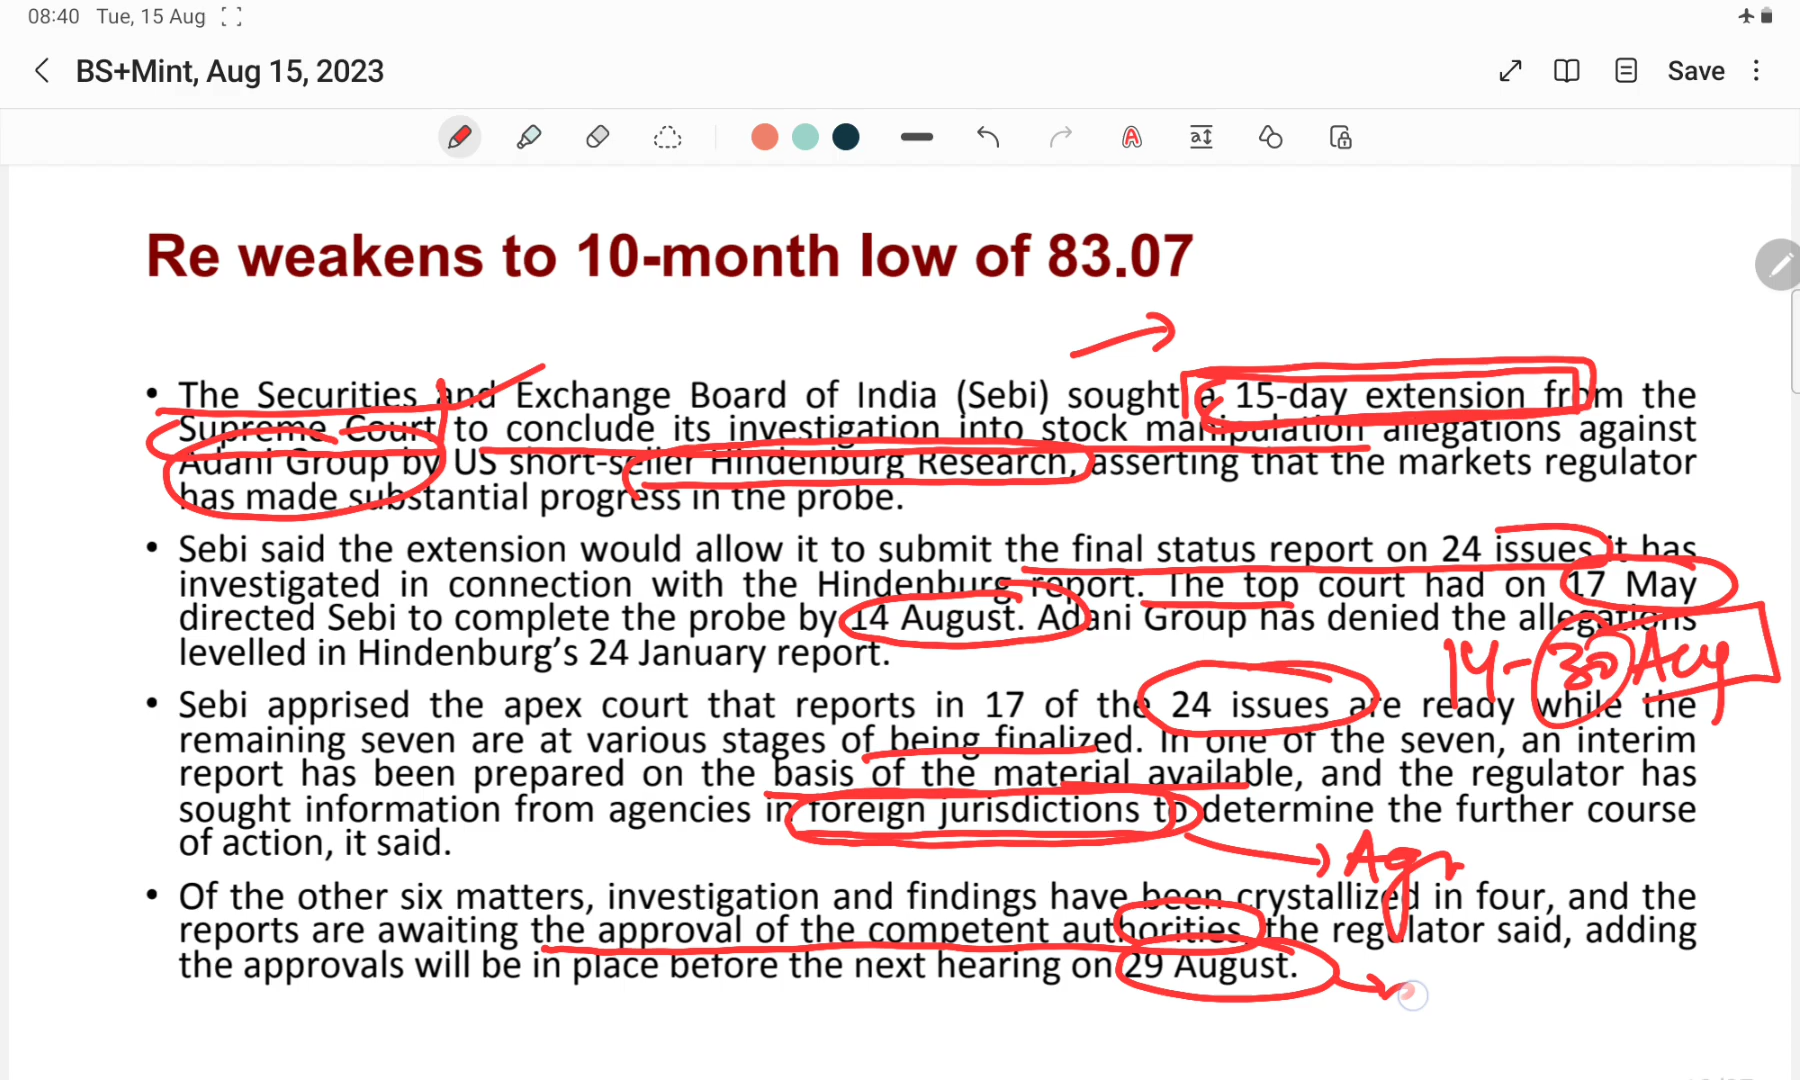 08:40 Tue, 15 Aug
BS+Mint, Aug 15, 2023
Save
Re weakens to 10-month low of 83.07
• The Securities and Exchange Board of India (Sebi) sought a 15-day extension from the
Supreme Court to conclude its investigation into stock manipulation allegations against
Adani Group by US short-seller Hindenburg Research, asserting that the markets regulator
has made substantial progress in the probe.
• Sebi said the extension would allow it to submit the final status report on 24 issues it has
investigated in connection with the Hindenburg report. The top court had on 17 May
directed Sebi to complete the probe by 14 August. Adani Group has denied the allegations
levelled in Hindenburg's 24 January report.
14-30 Aug
• Sebi apprised the apex court that reports in 17 of the 24 issues are ready while the
remaining seven are at various stages of being finalized. In one of the seven, an interim
report has been prepared on the basis of the material available, and the regulator has
sought information from agencies in foreign jurisdictions to determine the further course
of action, it said.
• Of the other six matters, investigation and findings have been crystallized in four, and the
reports are awaiting the approval of the competent authorities, the regulator said, adding
the approvals will be in place before the next hearing on 29 August.